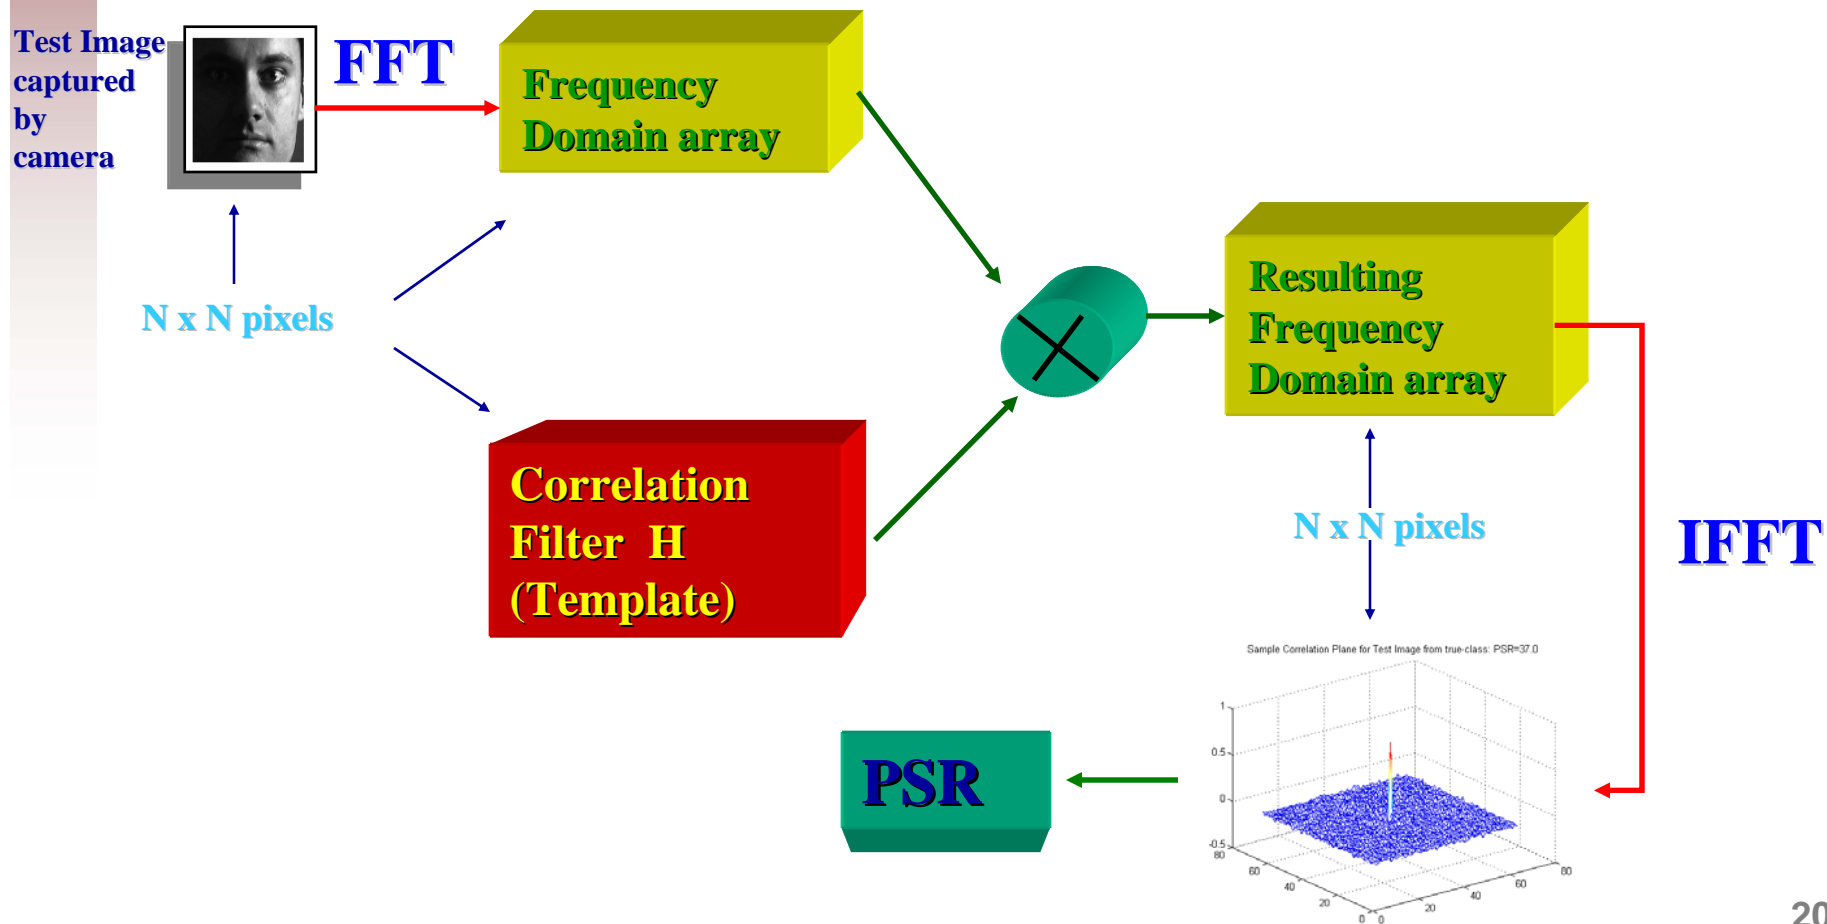 Test Image
captured
by
camera
FFT
Frequency
Domain array
N x N pixels
Correlation
Filter H
(Template)
Resulting
Frequency
Domain array
N x N pixels
IFFT
Sample Correlation Plane for Test Image from true-class: PSR=37.0
1
0.5
0
-0.5
80
60
40
20
0
0
20
40
60
80
PSR
20